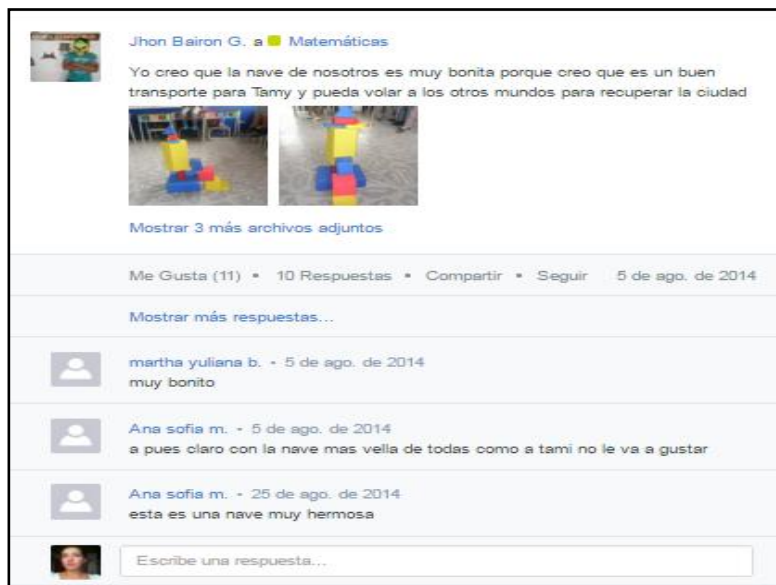 Jhon Bairon G. a Matemáticas
Yo creo que la nave de nosotros es muy bonita porque creo que es un buen
transporte para Tamy y pueda volar a los otros mundos para recuperar la ciudad
Mostrar 3 más archivos adjuntos
Me Gusta (11) • 10 Respuestas • Compartir • Seguir 5 de ago. de 2014
Mostrar más respuestas...
martha yuliana b. - 5 de ago. de 2014
muy bonito
Ana sofia m. - 5 de ago. de 2014
a pues claro con la nave mas vella de todas como a tami no le va a gustar
Ana sofia m. - 25 de ago. de 2014
esta es una nave muy hermosa
Escribe una respuesta...